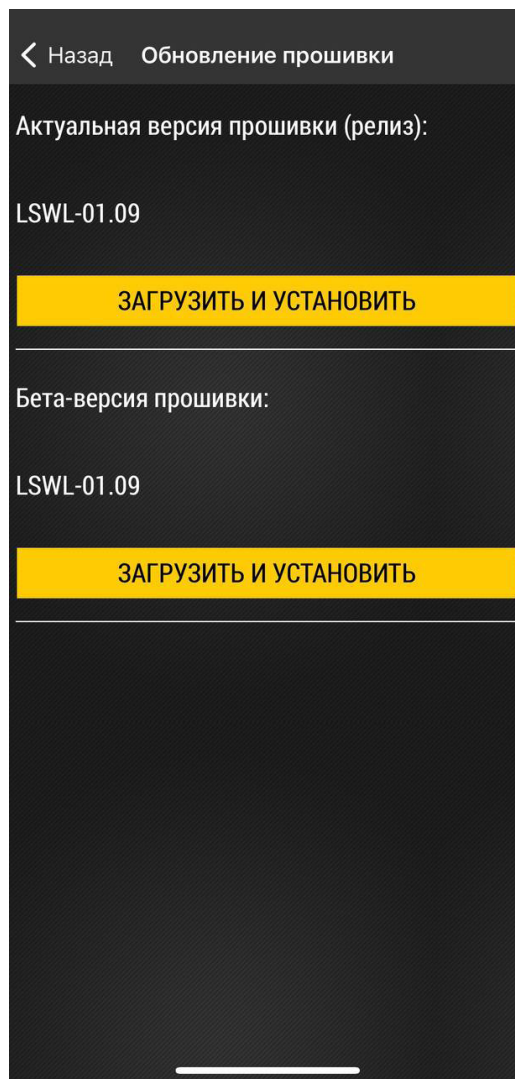 Назад Обновление прошивки
Актуальная версия прошивки (релиз):
LSWL-01.09
ЗАГРУЗИТЬ И УСТАНОВИТЬ
Бета-версия прошивки:
LSWL-01.09
ЗАГРУЗИТЬ И УСТАНОВИТЬ